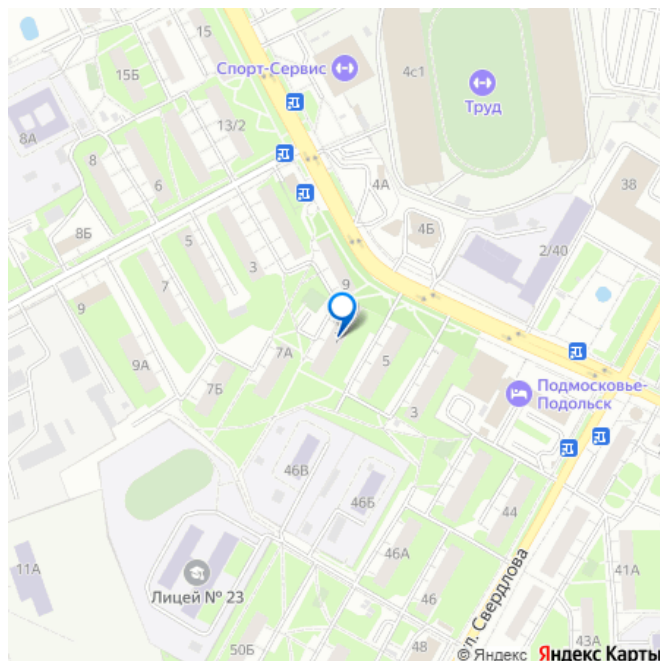 15
Спорт-Сервис
4с1
15Б
Труд
8А
13/2
8
6
4А
38
8Б
4Б
5
2/40
3
7
9
9
9А
7А
5
7Б
3
Подмосковье-
Подольск
46В
46Б
44
11А
Лицей № 23
46А
41А
46
ул. Свердлова
50Б
48
43А
© Яндекс Яндекс Карты